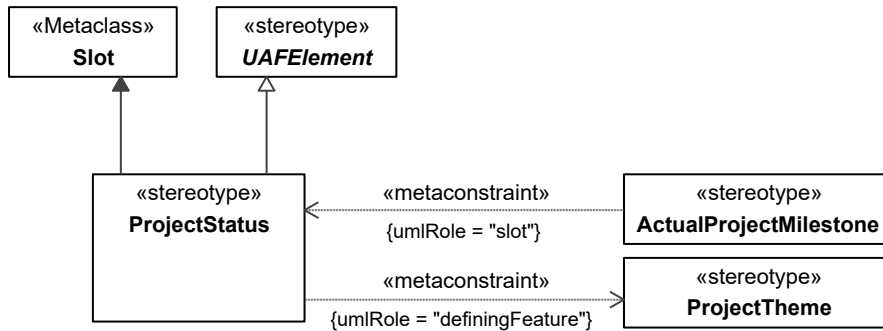 «Metaclass»
Slot
«stereotype»
UAFElement
«stereotype»
ProjectStatus
«metaconstraint»
{umlRole = "slot"}
«stereotype»
ActualProjectMilestone
«metaconstraint»
{umlRole = "definingFeature"}
«stereotype»
ProjectTheme